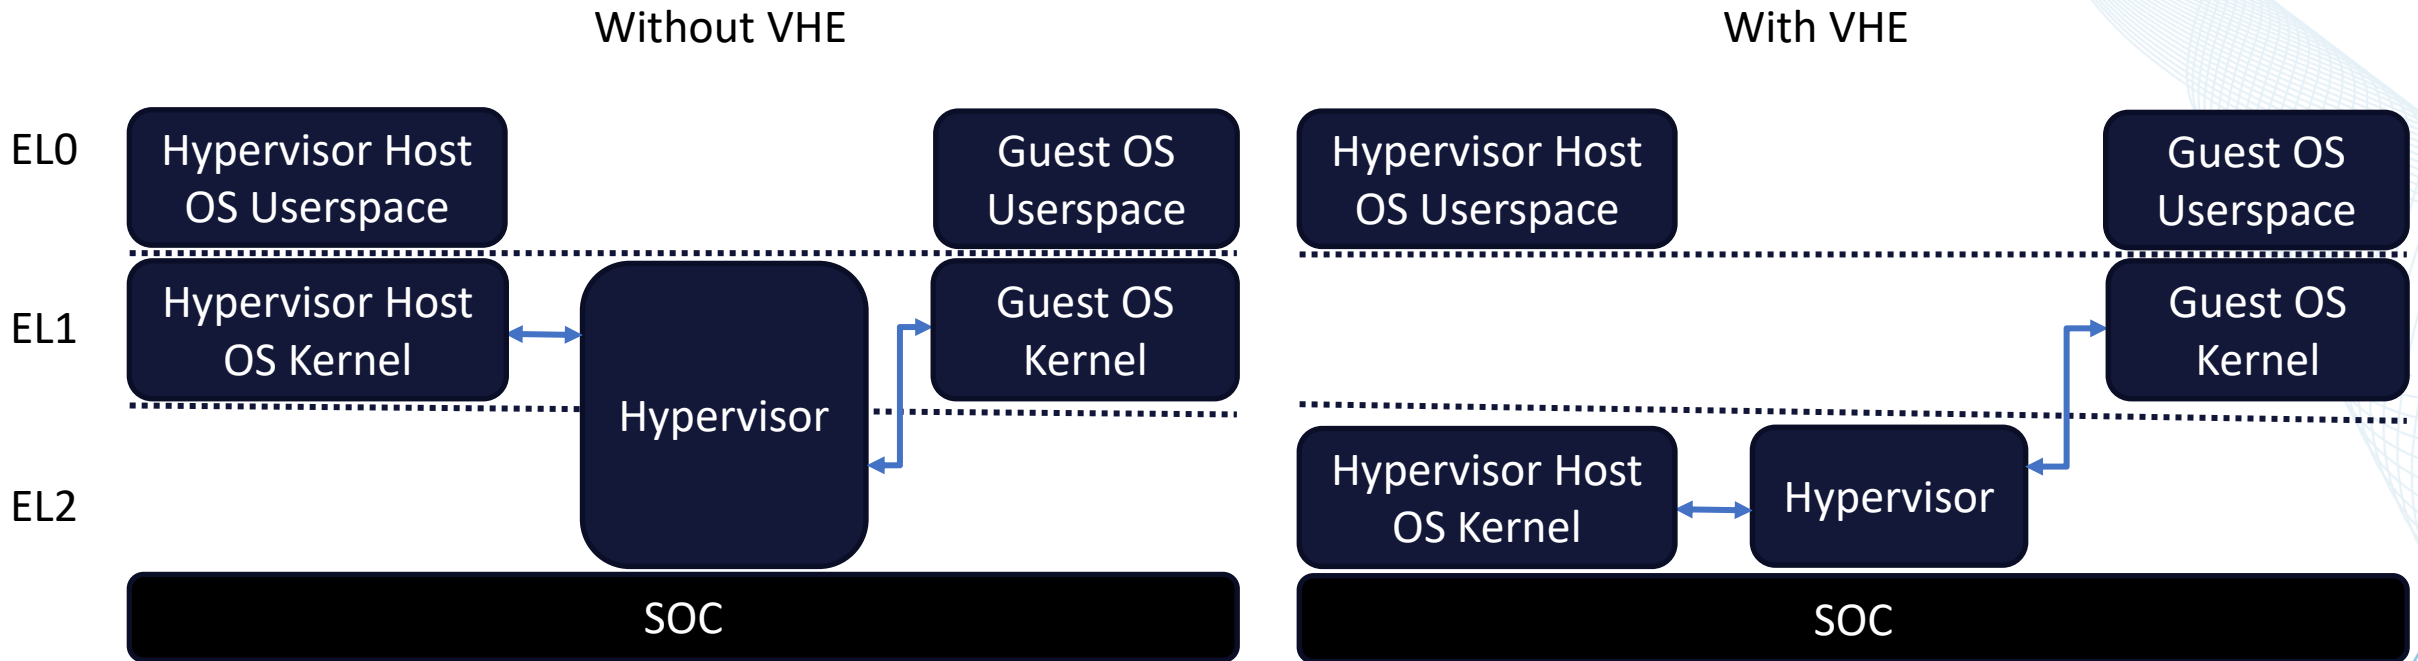 Without VHE
With VHE
EL0
Hypervisor Host
OS Userspace
Guest OS
Userspace
Hypervisor Host
OS Userspace
Guest OS
Userspace
EL1
Hypervisor Host
OS Kernel
Guest OS
Kernel
Guest OS
Kernel
Hypervisor
EL2
Hypervisor Host
OS Kernel
Hypervisor
SOC
SOC